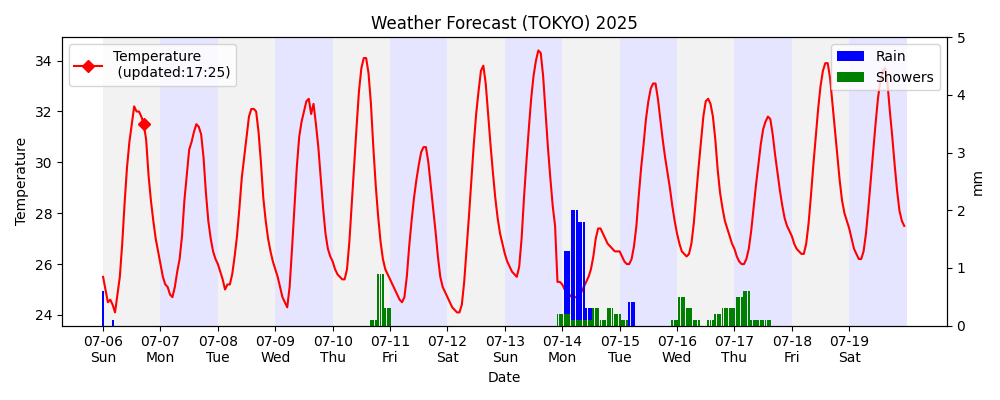 Weather Forecast (TOKYO) 2025
Temperature
(updated:17:25)
Rain
Showers
Temperature
34
32
30
28
26
24
mm
5
4
3
2
1
0
07-06 07-07 07-08 07-09 07-10 07-11 07-12 07-13 07-14 07-15 07-16 07-17 07-18 07-19
Sun Mon Tue Wed Thu Fri Sat Sun Mon Tue Wed Thu Fri Sat
Date